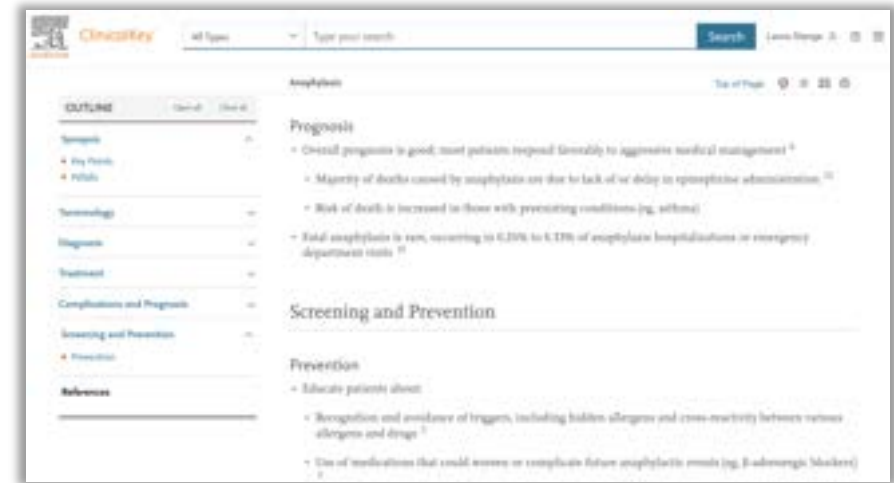 ClinicalKey
All Types
Type your search
Search
Anaphylaxis
Top of Page
OUTLINE
Synopsis
Key Points
Pitfalls
Terminology
Diagnosis
Treatment
Complications and Prognosis
Screening and Prevention
Prevention
References
Prognosis
Overall prognosis is good; most patients respond favorably to aggressive medical management
Majority of deaths caused by anaphylaxis are due to lack of or delay in epinephrine administration
Risk of death is increased in those with preexisting conditions (eg, asthma)
Fatal anaphylaxis is rare, occurring in
of anaphylaxis hospitalizations or emergency
department visits
Screening and Prevention
Prevention
Educate patients about:
Recognition and avoidance of triggers, including hidden allergens and cross-reactivity between various
allergens and drugs
Use of medications that could worsen or complicate future anaphylactic events (eg, β-adrenergic blockers)